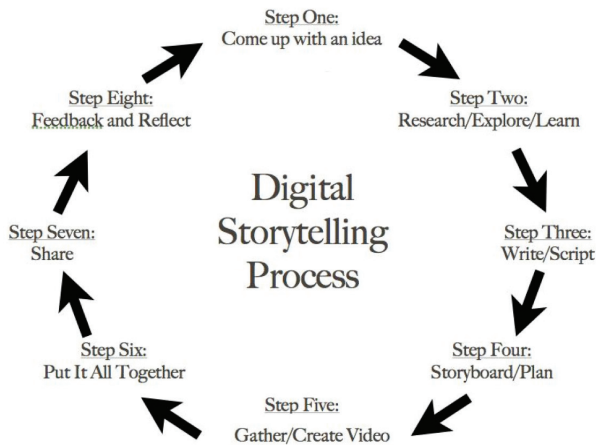 Step One:
Come up with an idea
Step Two:
Research/Explore/Learn
Step Three:
Write/Script
Step Four:
Storyboard/Plan
Step Five:
Gather/Create Video
Step Six:
Put It All Together
Step Seven:
Share
Step Eight:
Feedback and Reflect
Digital
Storytelling
Process